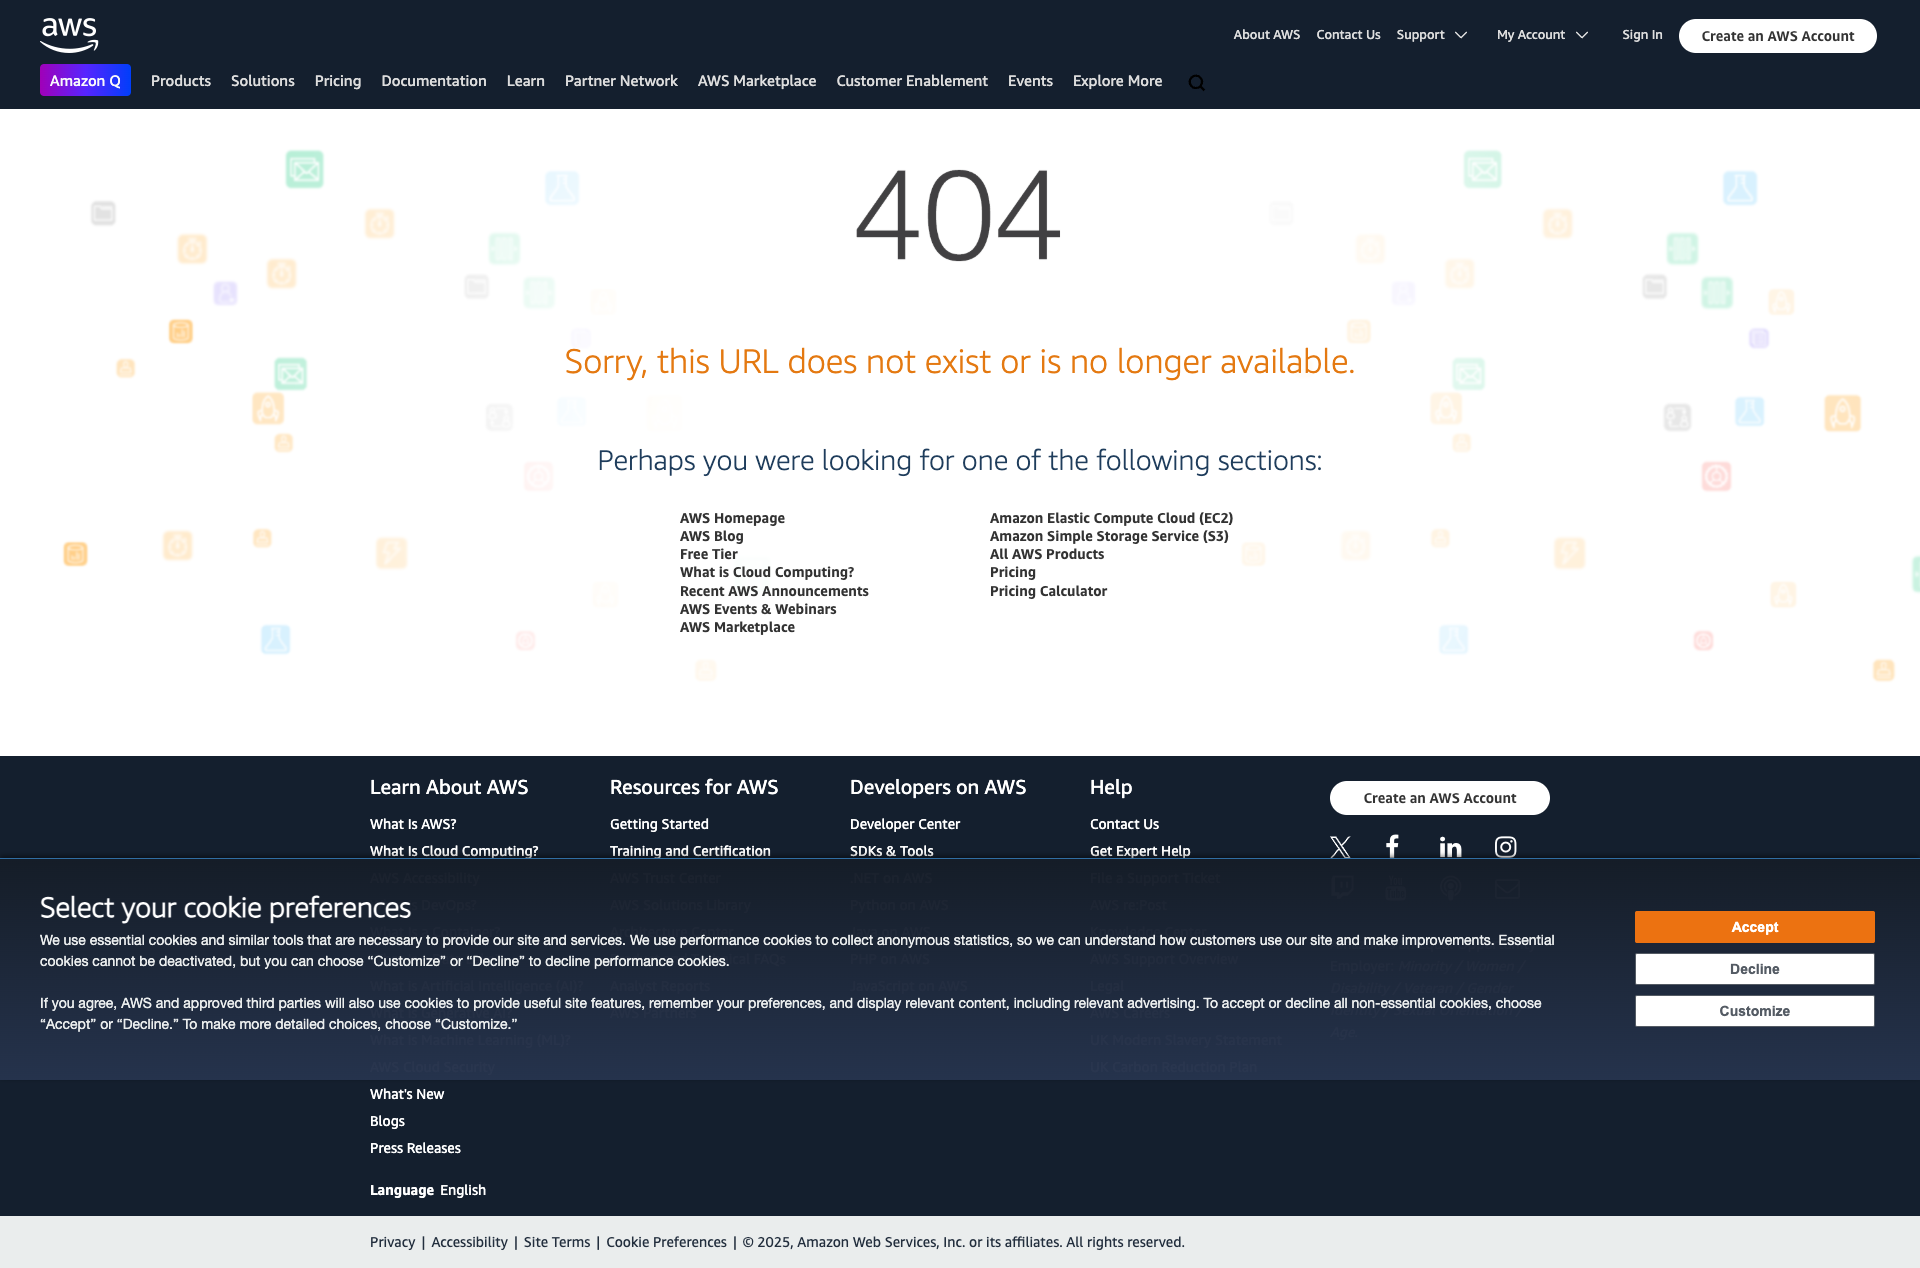 aws
About AWS Contact Us Support My Account Sign In Create an AWS Account
Amazon Q Products Solutions Pricing Documentation Learn Partner Network AWS Marketplace Customer Enablement Events Explore More
404
Sorry, this URL does not exist or is no longer available.
Perhaps you were looking for one of the following sections:
AWS Homepage
AWS Blog
Free Tier
What is Cloud Computing?
Recent AWS Announcements
AWS Events & Webinars
AWS Marketplace
Amazon Elastic Compute Cloud (EC2)
Amazon Simple Storage Service (S3)
All AWS Products
Pricing
Pricing Calculator
Learn About AWS
What Is AWS?
What Is Cloud Computing?
Resources for AWS
Getting Started
Training and Certification
Developers on AWS
Developer Center
SDKs & Tools
Help
Contact Us
Get Expert Help
Create an AWS Account
Select your cookie preferences
We use essential cookies and similar tools that are necessary to provide our site and services. We use performance cookies to collect anonymous statistics, so we can understand how customers use our site and make improvements. Essential
cookies cannot be deactivated, but you can choose “Customize” or “Decline” to decline performance cookies.
If you agree, AWS and approved third parties will also use cookies to provide useful site features, remember your preferences, and display relevant content, including relevant advertising. To accept or decline all non-essential cookies, choose
“Accept” or “Decline.” To make more detailed choices, choose “Customize.”
Accept
Decline
Customize
What's New
Blogs
Press Releases
Language English
Privacy | Accessibility | Site Terms | Cookie Preferences | © 2025, Amazon Web Services, Inc. or its affiliates. All rights reserved.